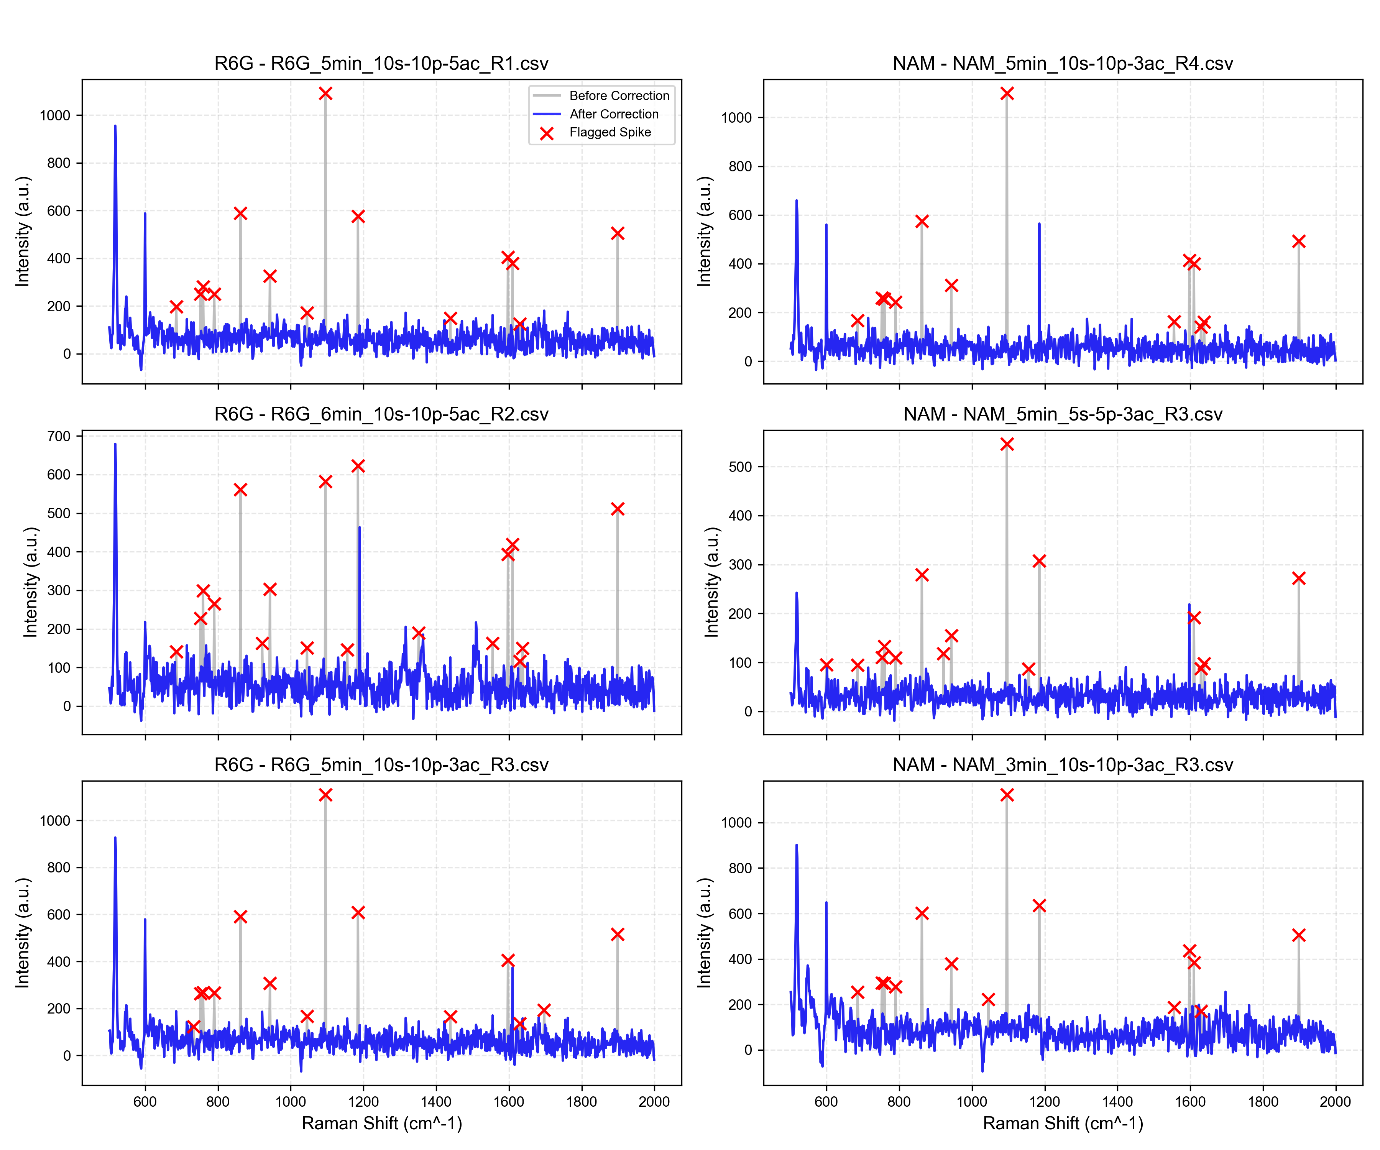 R6G - R6G_5min_10s-10p-5ac_R1.csv
Intensity (a.u.)
1000
800
600
400
200
0
Before Correction
After Correction
Flagged Spike
NAM - NAM_5min_10s-10p-3ac_R4.csv
Intensity (a.u.)
1000
800
600
400
200
0
R6G - R6G_6min_10s-10p-5ac_R2.csv
Intensity (a.u.)
700
600
500
400
300
200
100
0
NAM - NAM_5min_5s-5p-3ac_R3.csv
Intensity (a.u.)
500
400
300
200
100
0
R6G - R6G_5min_10s-10p-3ac_R3.csv
Intensity (a.u.)
1000
800
600
400
200
0
600 800 1000 1200 1400 1600 1800 2000
Raman Shift (cm^-1)
NAM - NAM_3min_10s-10p-3ac_R3.csv
Intensity (a.u.)
1000
800
600
400
200
0
600 800 1000 1200 1400 1600 1800 2000
Raman Shift (cm^-1)